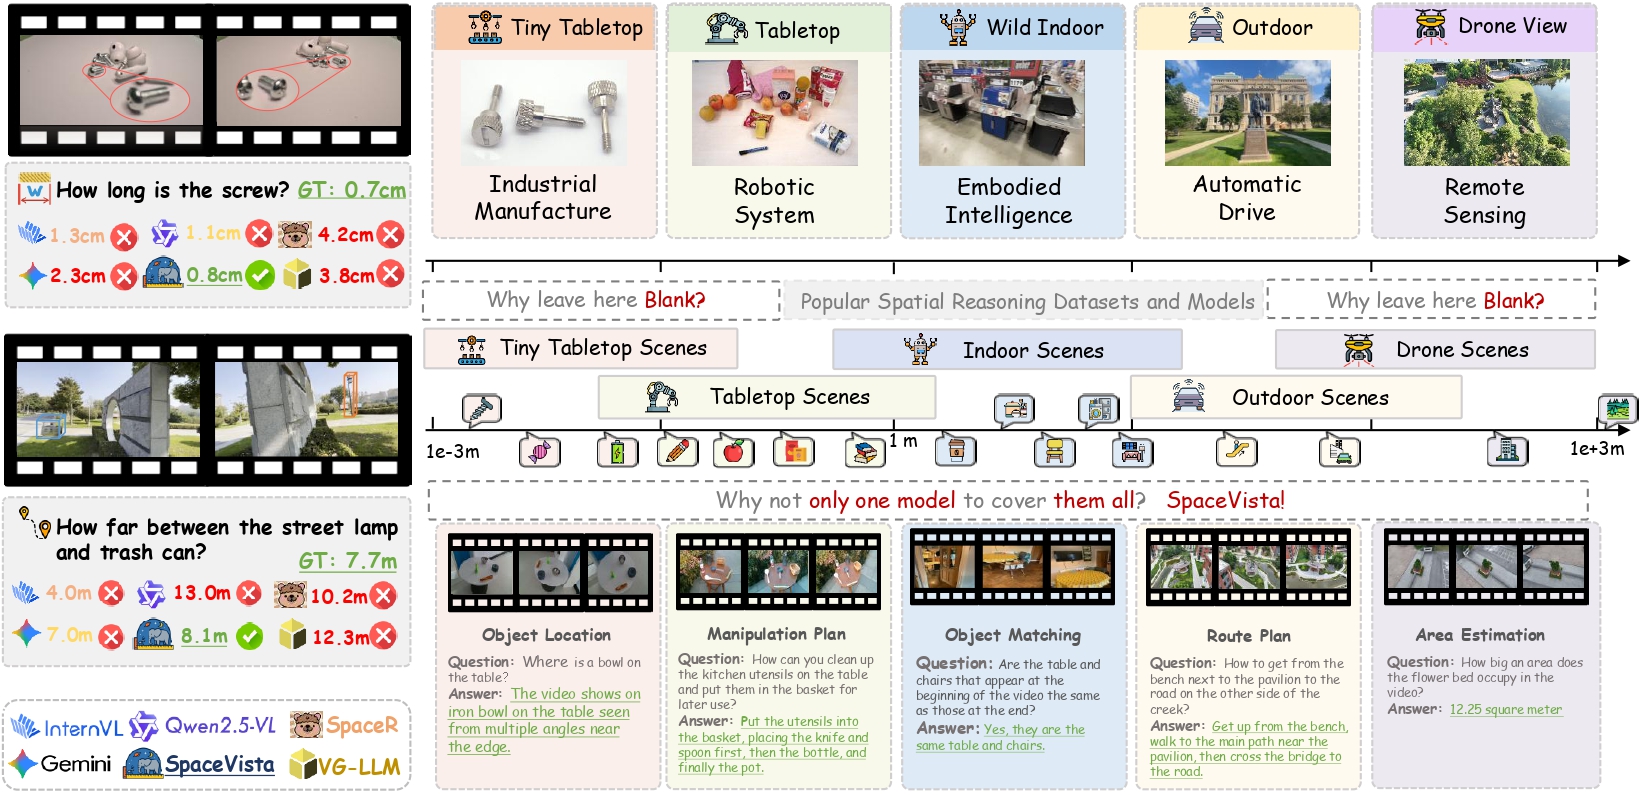 How long is the screw? GT: 0.7cm
1.3cm 1.1cm 4.2cm
2.3cm 0.8cm 3.8cm
How far between the street lamp
and trash can?
GT: 7.7m
4.0m 13.0m 10.2m
7.0m 8.1m 12.3m
InternVL Qwen2.5-VL SpaceR
Gemini SpaceVista VG-LLM
Tiny Tabletop
Industrial
Manufacture
Tabletop
Robotic
System
Wild Indoor
Embodied
Intelligence
Outdoor
Automatic
Drive
Drone View
Remote
Sensing
Why leave here Blank?
Popular Spatial Reasoning Datasets and Models
Why leave here Blank?
Tiny Tabletop Scenes
Indoor Scenes
Drone Scenes
Tabletop Scenes
Outdoor Scenes
1e-3m
1 m
1e+3m
Why not only one model to cover them all? SpaceVista!
Object Location
Question: Where is a bowl on
the table?
Answer: The video shows on
iron bowl on the table seen
from multiple angles near
the edge.
Manipulation Plan
Question: How can you clean up
the kitchen utensils on the table
and put them in the basket for
later use?
Answer: Put the utensils into
the basket, placing the knife and
spoon first, then the bottle, and
finally the pot.
Object Matching
Question: Are the table and
chairs that appear at the
beginning of the video the same
as those at the end?
Answer: Yes, they are the
same table and chairs.
Route Plan
Question: How to get from the
bench next to the pavilion to the
road on the other side of the
creek?
Answer: Get up from the bench,
walk to the main path near the
pavilion, then cross the bridge to
the road.
Area Estimation
Question: How big an area does
the flower bed occupy in the
video?
Answer: 12.25 square meter